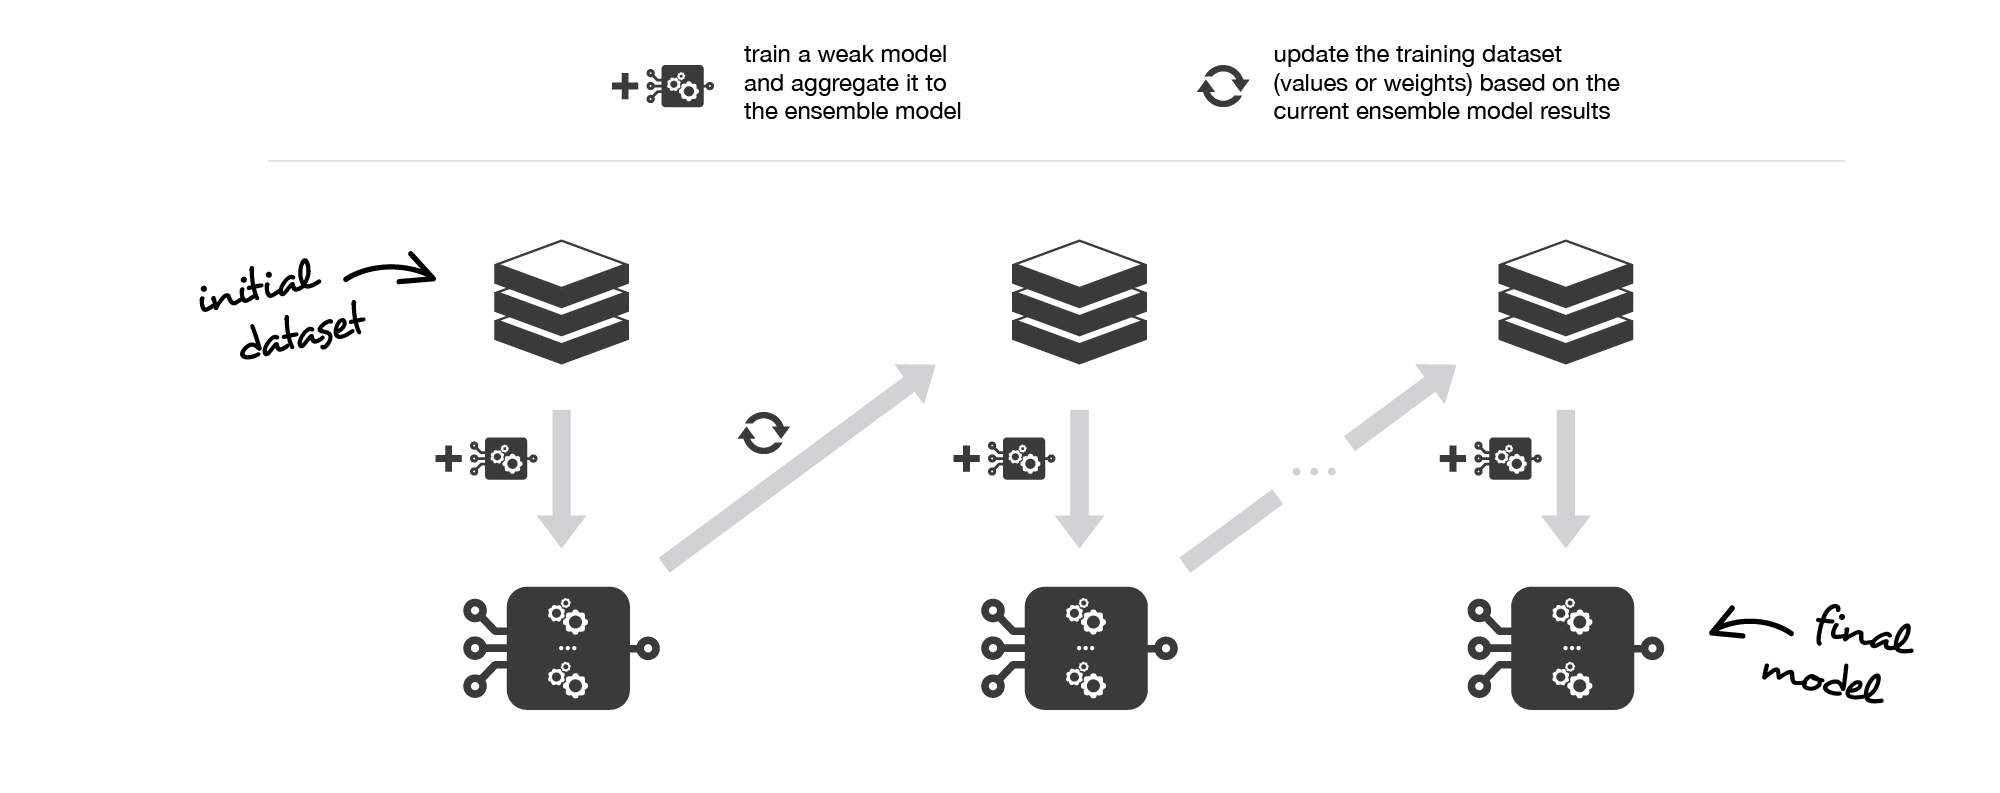 train a weak model
and aggregate it to
the ensemble model
update the training dataset
(values or weights) based on the
current ensemble model results
initial
dataset
final
model